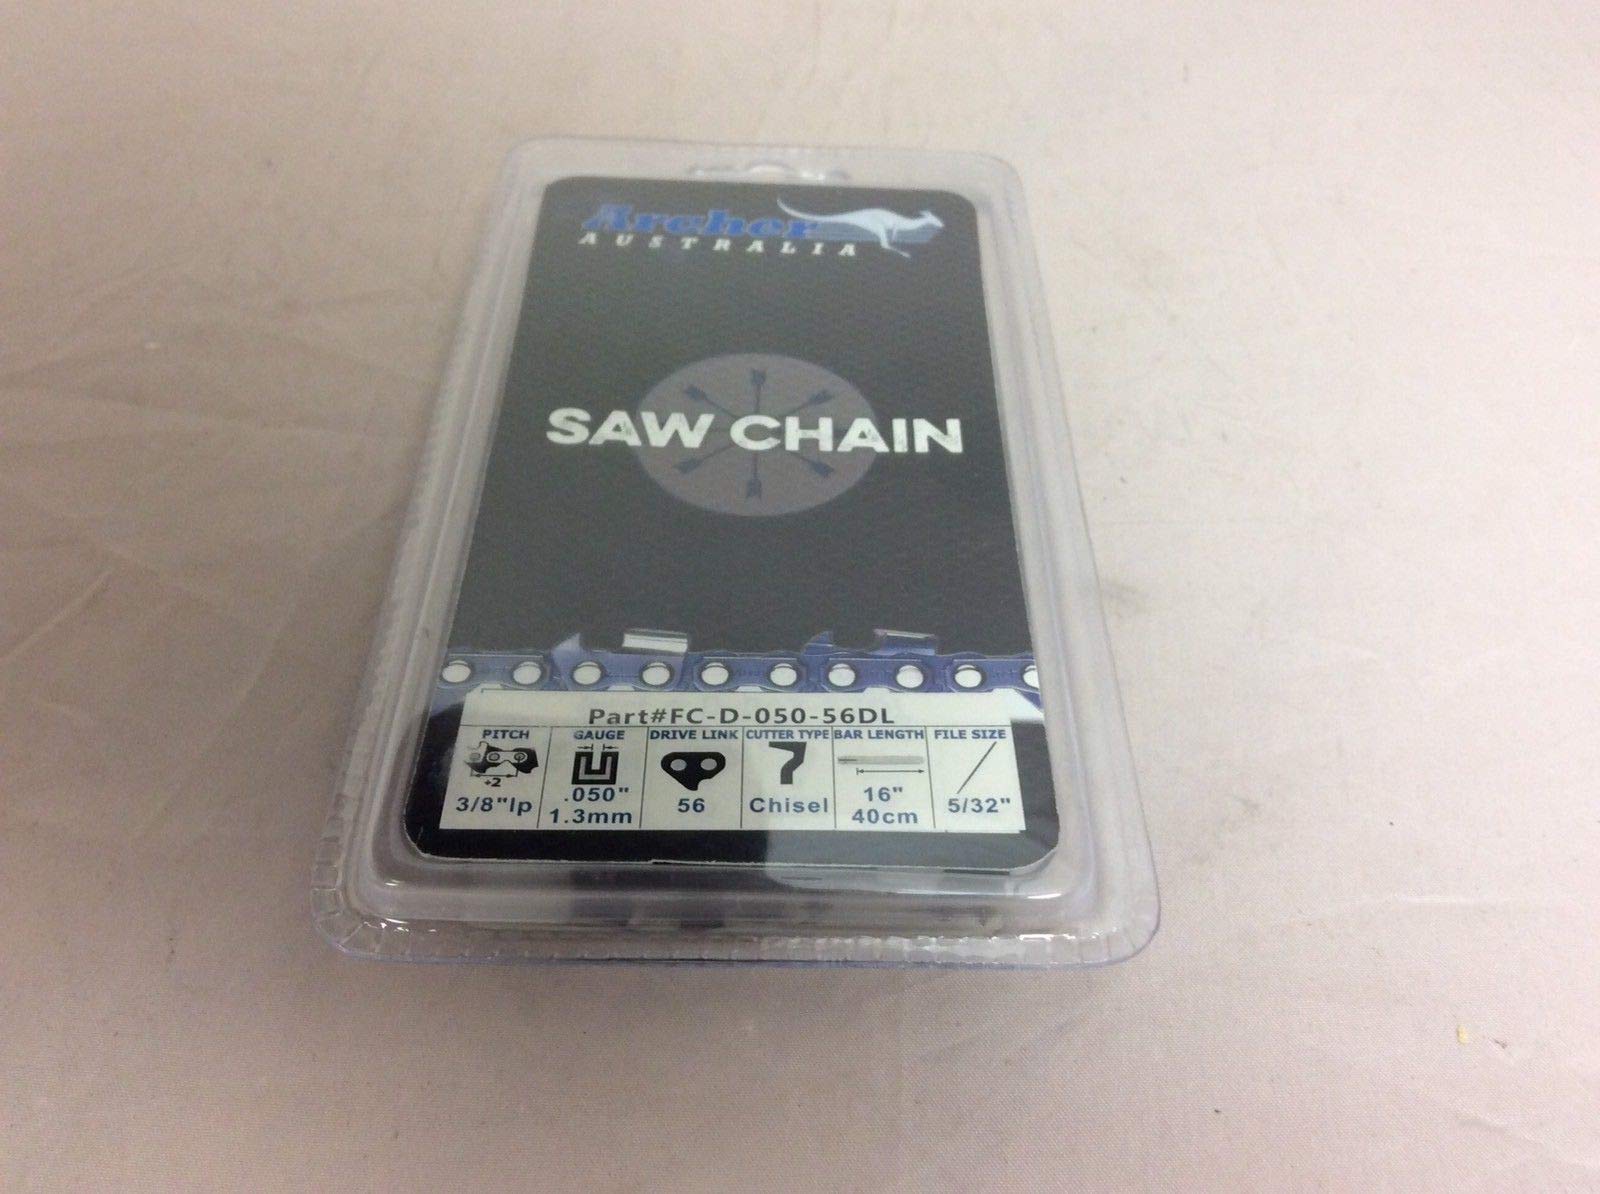 Archer
AUSTRALIA
SAW CHAIN
Part#FC-D-050-56DL
PITCH GAUGE DRIVE LINK CUTTER TYPE BAR LENGTH FILE SIZE
÷2
3/8"lp .050" 1.3mm 56 Chisel 16" 40cm 5/32"